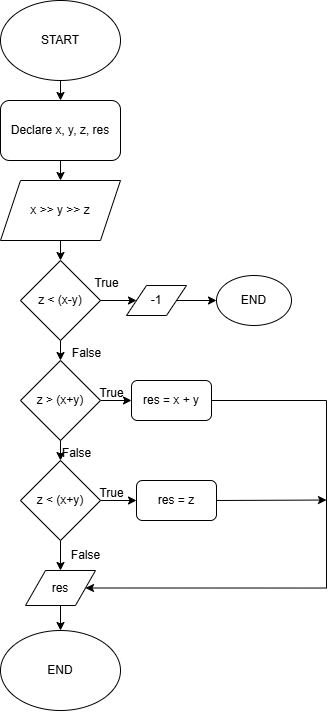 START
Declare x, y, z, res
x >> y >> z
z < (x-y)
True
-1
END
False
z > (x+y)
True
res = x + y
False
z < (x+y)
True
res = z
False
res
END